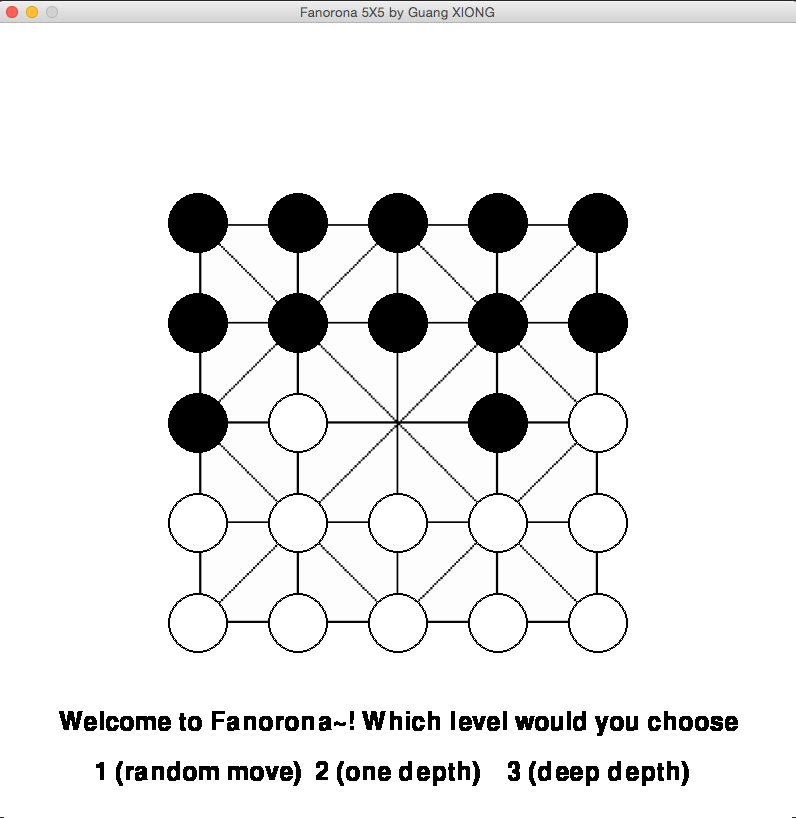 Fanorona 5X5 by Guang XIONG
Welcome to Fanorona~! Which level would you choose
1 (random move) 2 (one depth) 3 (deep depth)